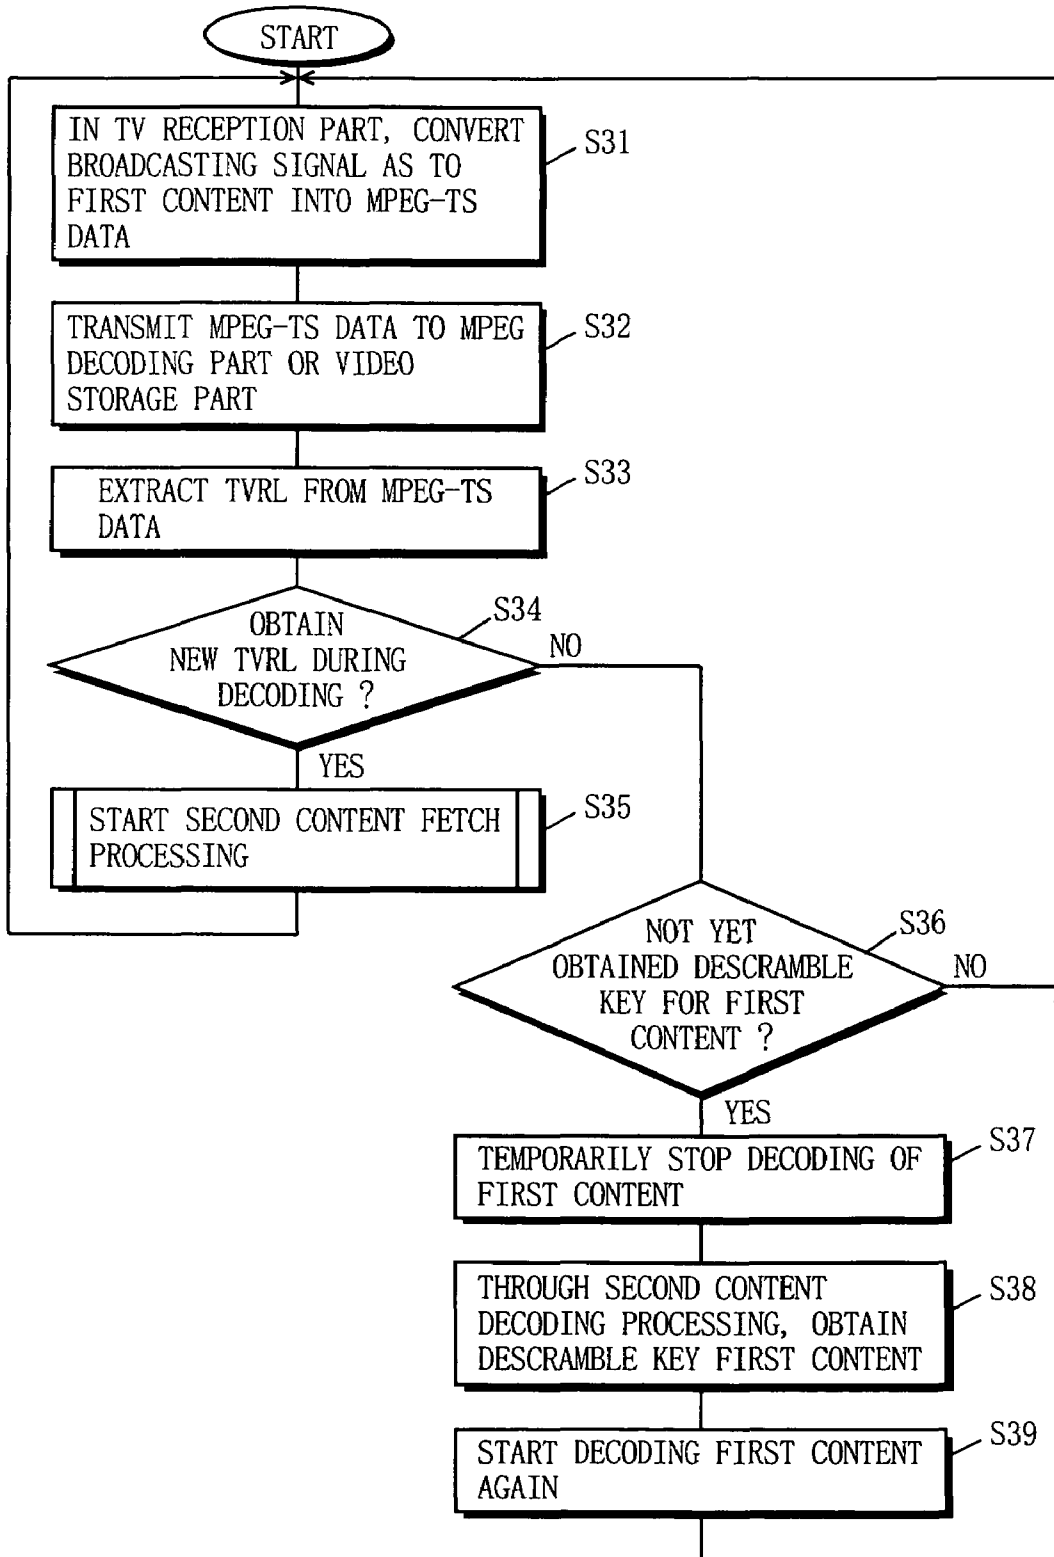 START
IN TV RECEPTION PART, CONVERT
BROADCASTING SIGNAL AS TO
FIRST CONTENT INTO MPEG-TS
DATA
S31
TRANSMIT MPEG-TS DATA TO MPEG
DECODING PART OR VIDEO
STORAGE PART
S32
EXTRACT TVRL FROM MPEG-TS
DATA
S33
OBTAIN
NEW TVRL DURING
DECODING ?
S34
NO
YES
START SECOND CONTENT FETCH
PROCESSING
S35
NOT YET
OBTAINED DESCRAMBLE
KEY FOR FIRST
CONTENT ?
S36
NO
YES
TEMPORARILY STOP DECODING OF
FIRST CONTENT
S37
THROUGH SECOND CONTENT
DECODING PROCESSING, OBTAIN
DESCRAMBLE KEY FIRST CONTENT
S38
START DECODING FIRST CONTENT
AGAIN
S39